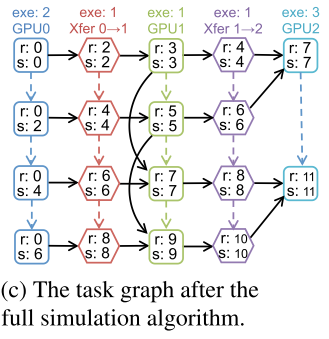 exe: 2 exe: 1 exe: 1 exe: 1 exe: 3
GPU0 Xfer 0→1 GPU1 Xfer 1→2 GPU2
r: 0 r: 2 r: 3 r: 4 r: 7
s: 0 s: 2 s: 3 s: 4 s: 7
r: 0 r: 4 r: 5 r: 6
s: 2 s: 4 s: 5 s: 6
r: 0 r: 6 r: 7 r: 8 r: 11
s: 4 s: 6 s: 7 s: 8 s: 11
r: 0 r: 8 r: 9 r: 10
s: 6 s: 8 s: 9 s: 10
(c) The task graph after the
full simulation algorithm.